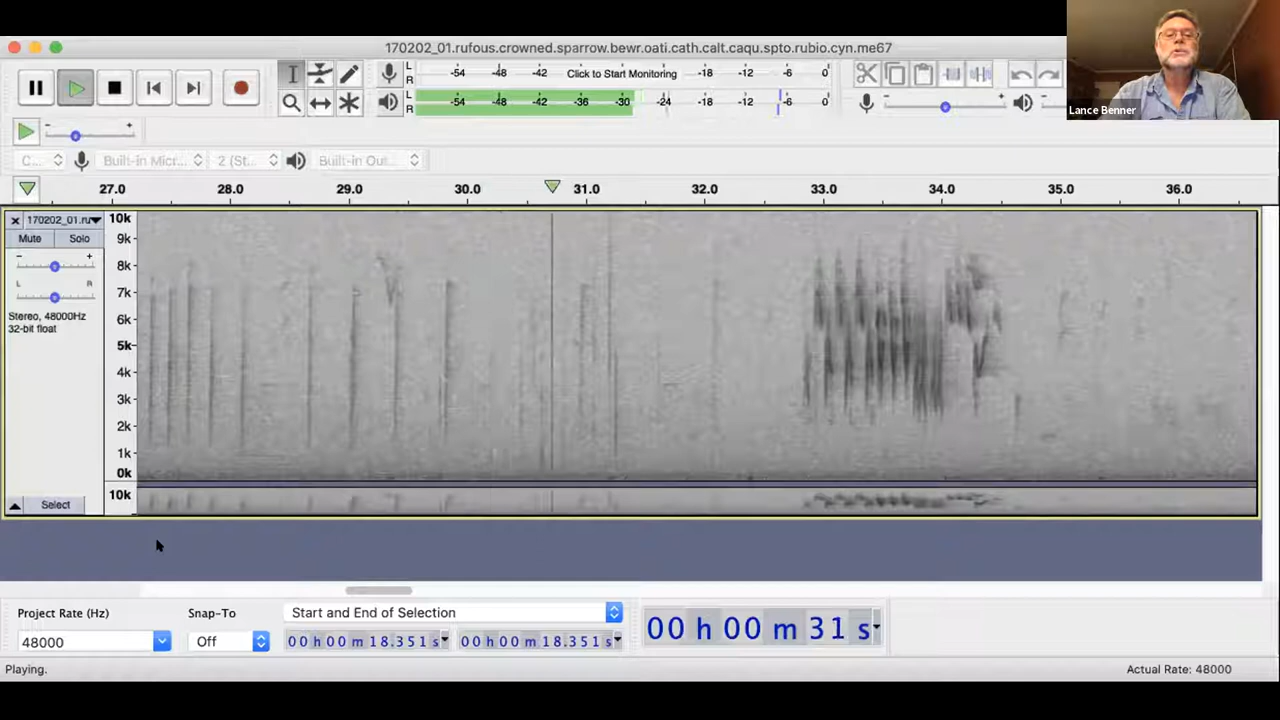 170202_01.rufous.crowned.sparrow.bewr.oati.cath.calt.caqu.spto.rubio.cyn.me67
Lance Benner
L R -54 -48 -42 Click to Start Monitoring -18 -12 -6 0
L R -54 -48 -42 -36 -30 -24 -18 -12 -6 0
- +
- +
C... Built-in Micr... 2 (St... Built-in Out...
27.0 28.0 29.0 30.0 31.0 32.0 33.0 34.0 35.0 36.0
170202_01.ru
Mute Solo
- +
L R
Stereo, 48000Hz
32-bit float
Select
10k
9k
8k
7k
6k
5k
4k
3k
2k
1k
0k
10k
Project Rate (Hz) Snap-To Start and End of Selection
48000 Off 00 h 00 m 18.351 s 00 h 00 m 18.351 s
00 h 00 m 31 s
Playing. Actual Rate: 48000